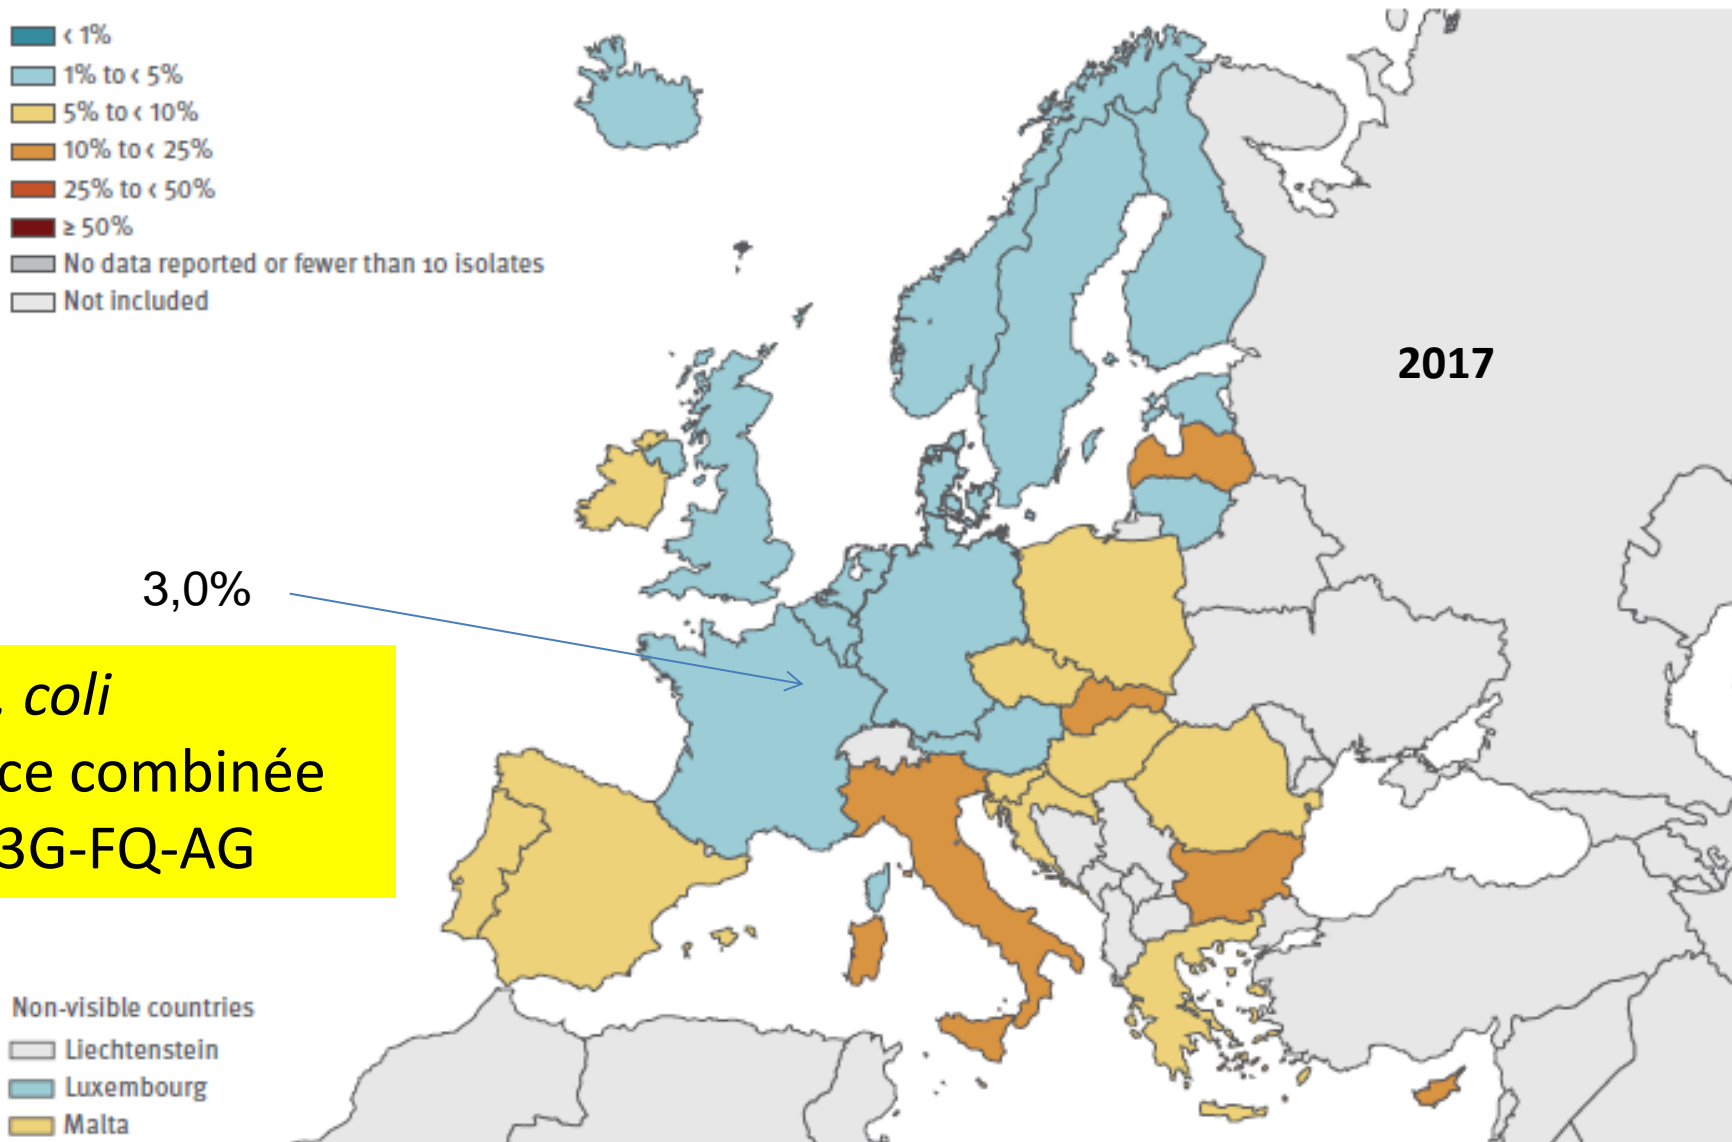 < 1%
1% to < 5%
5% to < 10%
10% to < 25%
25% to < 50%
≥ 50%
No data reported or fewer than 10 isolates
Not included
2017
3,0%
. coli
ce combinée
3G-FQ-AG
Non-visible countries
Liechtenstein
Luxembourg
Malta